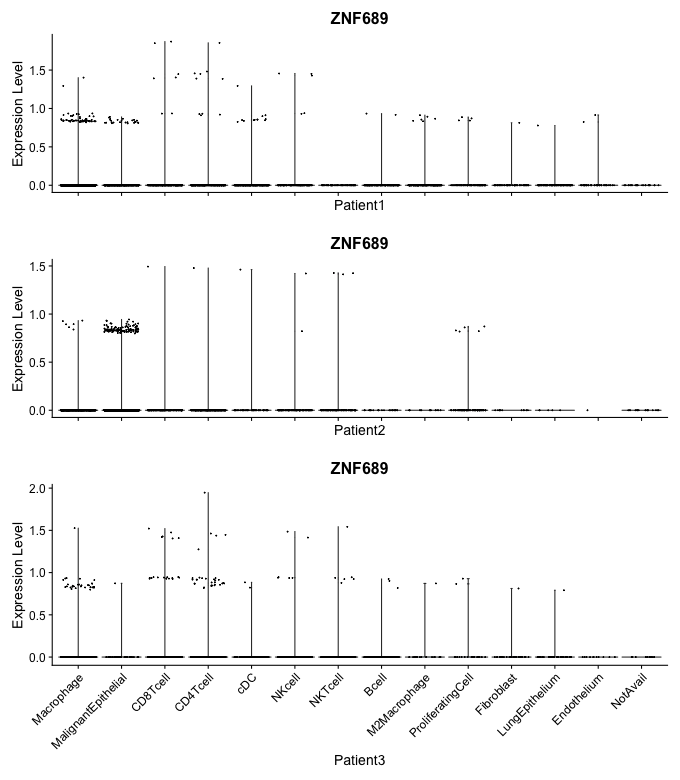 ZNF689
Expression Level
1.5
1.0
0.5
0.0
Patient1
ZNF689
Expression Level
1.5
1.0
0.5
0.0
Patient2
ZNF689
Expression Level
2.0
1.5
1.0
0.5
0.0
Macrophage
MalignantEpithelial
CD8Tcell
CD4Tcell
cDC
NKcell
NKTcell
Bcell
M2Macrophage
ProliferatingCell
Fibroblast
LungEpithelium
Endothelium
NotAvail
Patient3